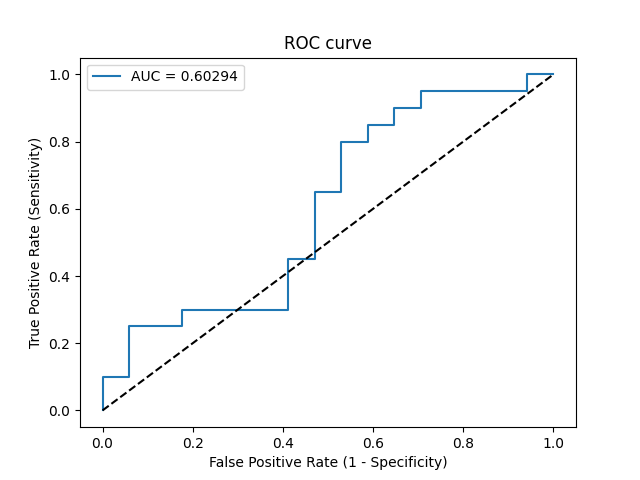 ROC curve
AUC = 0.60294
1.0
0.8
0.6
0.4
0.2
0.0
True Positive Rate (Sensitivity)
0.0 0.2 0.4 0.6 0.8 1.0
False Positive Rate (1 - Specificity)